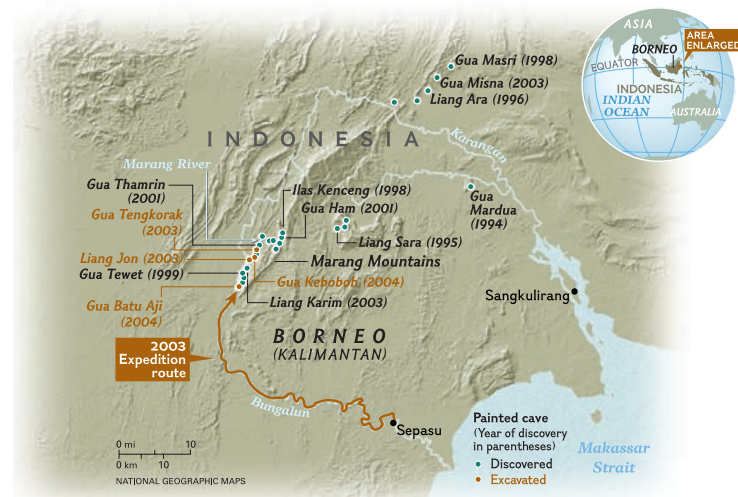 ASIA
AREA
ENLARGED
BORNEO
EQUATOR
INDONESIA
INDIAN
OCEAN
AUSTRALIA
Gua Masri (1998)
Gua Misna (2003)
Liang Ara (1996)
INDONESIA
Karangan
Marang River
Gua Thamrin
(2001)
Ilas Kenceng (1998)
Gua Ham (2001)
Gua
Mardua
(1994)
Gua Tengkorak
(2003)
Liang Sara (1995)
Liang Jon (2003)
Marang Mountains
Gua Tewet (1999)
Gua Keboboh (2004)
Liang Karim (2003)
Gua Batu Aji
(2004)
Sangkulirang
BORNEO
(KALIMANTAN)
2003
Expedition
route
Bungalun
Sepasu
Painted cave
(Year of discovery
in parentheses)
Discovered
Excavated
Makassar
Strait
0 mi 10
0 km 10
NATIONAL GEOGRAPHIC MAPS